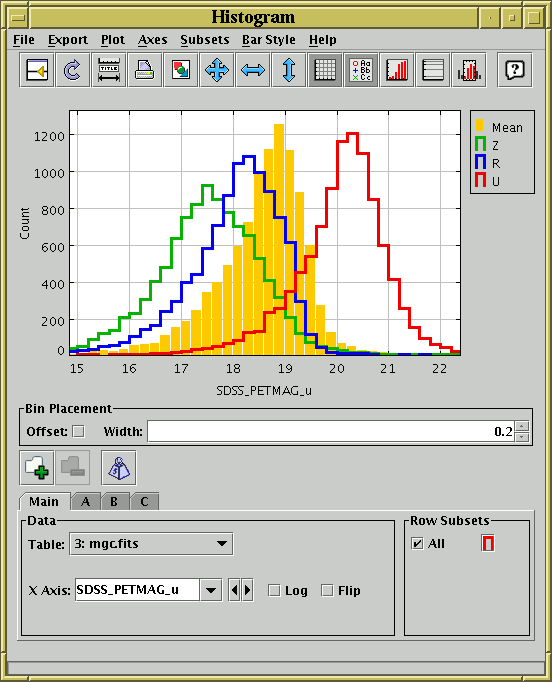 Histogram
File Export Plot Axes Subsets Bar Style Help
1200
1000
800
600
400
200
0
Count
15 16 17 18 19 20 21 22
SDSS_PETMAG_u
Mean
Z
R
U
Bin Placement
Offset: Width: 0.2
Main A B C
Data
Table: 3: mgc.fits
X Axis: SDSS_PETMAG_u Log Flip
Row Subsets
All